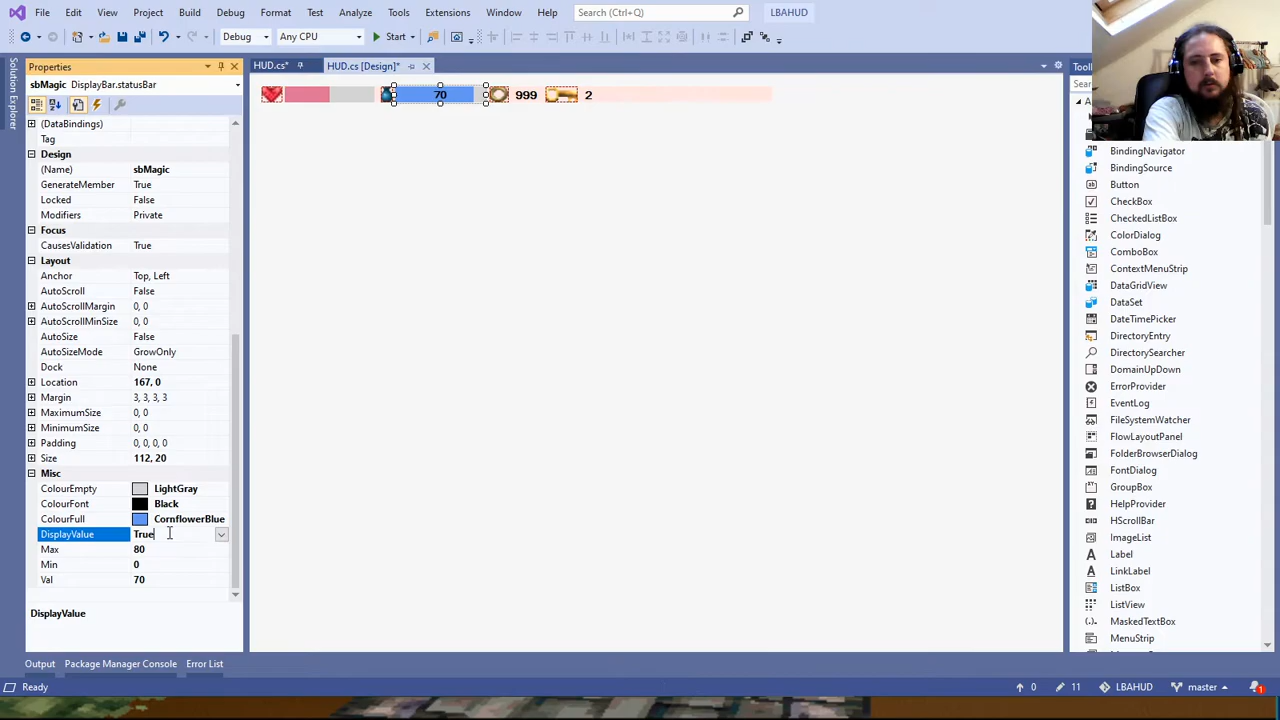 File Edit View Git Project Build Debug Format Test Analyze Tools Extensions Window Help Search (Ctrl+Q) LBAHUD
Debug Any CPU Start
Solution Explorer
Properties
sbMagic DisplayBar.statusBar
(DataBindings)
Tag
Design
(Name) sbMagic
GenerateMember True
Locked False
Modifiers Private
Focus
CausesValidation True
Layout
Anchor Top, Left
AutoScroll False
AutoScrollMargin 0, 0
AutoScrollMinSize 0, 0
AutoSize False
AutoSizeMode GrowOnly
Dock None
Location 167, 0
Margin 3, 3, 3, 3
MaximumSize 0, 0
MinimumSize 0, 0
Padding 0, 0, 0, 0
Size 112, 20
Misc
ColourEmpty LightGray
ColourFont Black
ColourFull CornflowerBlue
DisplayValue True
Max 80
Min 0
Val 70
DisplayValue
HUD.cs* HUD.cs [Design]*
70 999 2
BindingNavigator
BindingSource
Button
CheckBox
CheckedListBox
ColorDialog
ComboBox
ContextMenuStrip
DataGridView
DataSet
DateTimePicker
DirectoryEntry
DirectorySearcher
DomainUpDown
ErrorProvider
EventLog
FileSystemWatcher
FlowLayoutPanel
FolderBrowserDialog
FontDialog
GroupBox
HelpProvider
HScrollBar
ImageList
Label
LinkLabel
ListBox
ListView
MaskedTextBox
MenuStrip
Output Package Manager Console Error List
Ready 0 11 LBAHUD master 1